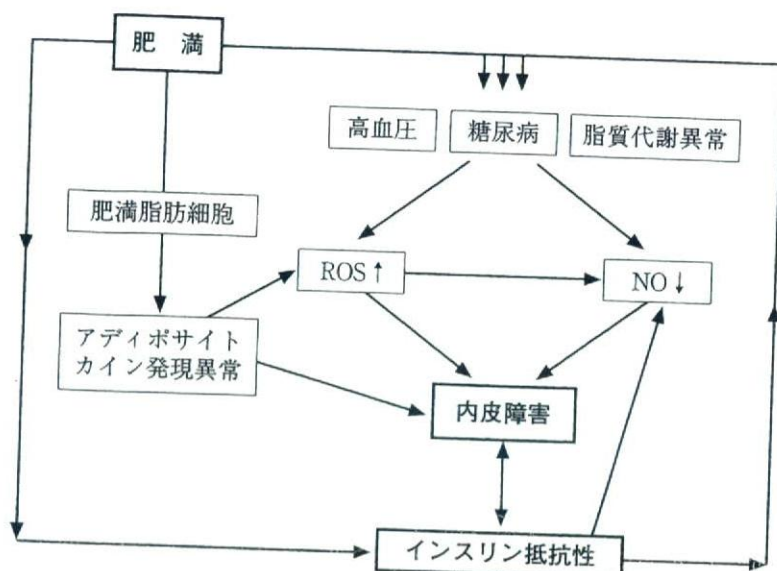 肥 満
高血圧
糖尿病
脂質代謝異常
肥満脂肪細胞
ROS↑
NO↓
アディポサイト
カイン発現異常
内皮障害
インスリン抵抗性